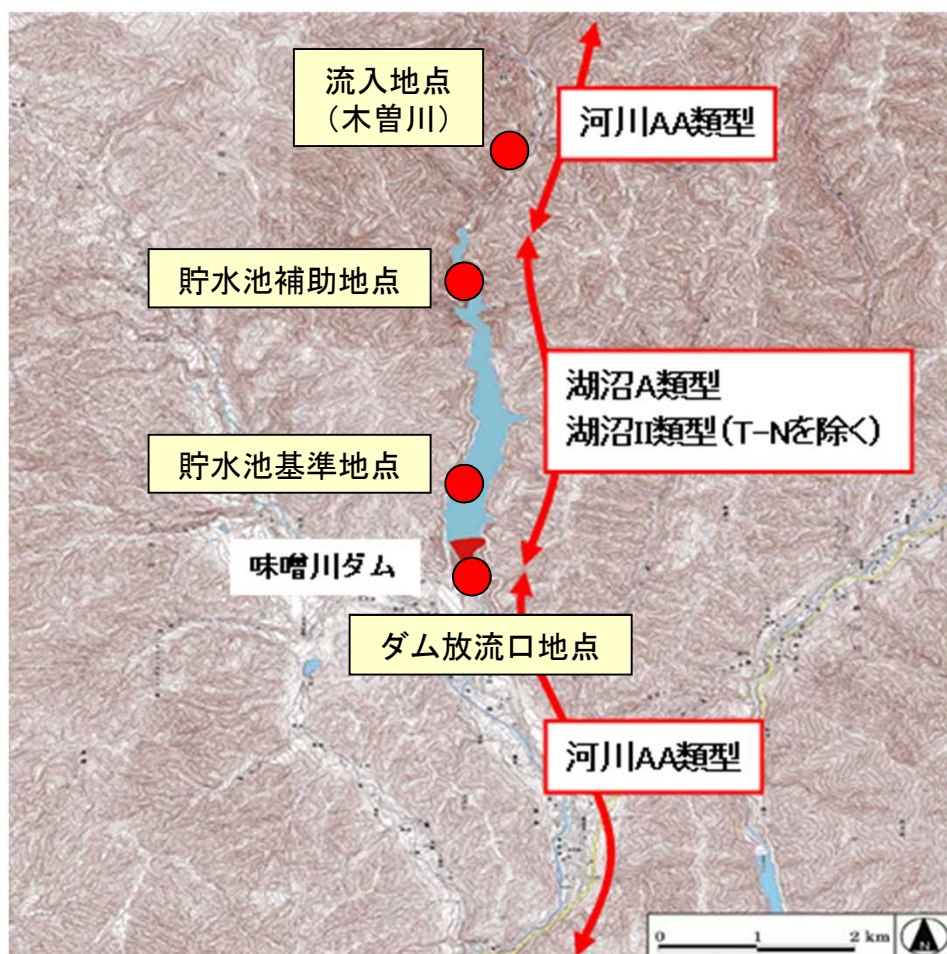 流入地点
（木曽川）
河川AA類型
貯水池補助地点
湖沼A類型
湖沼II類型（T-Nを除く）
貯水池基準地点
味噌川ダム
ダム放流口地点
河川AA類型
0 1 2 km
N